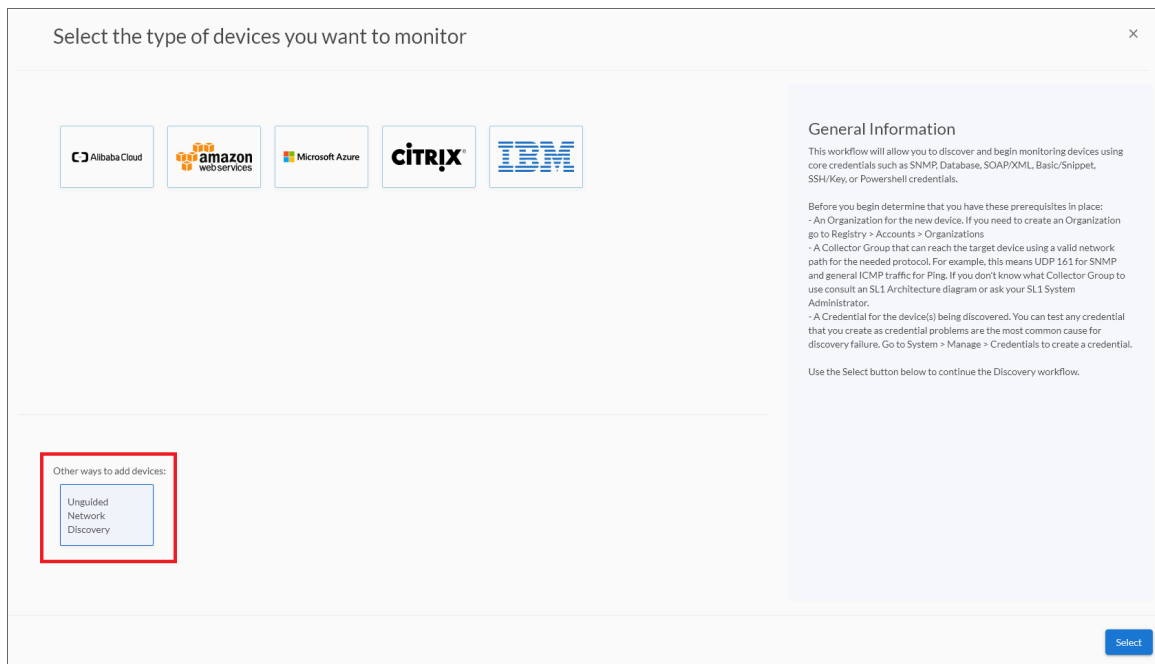 Select the type of devices you want to monitor
×
Alibaba Cloud
amazon
web services
Microsoft Azure
CİTRIX®
IBM
General Information
This workflow will allow you to discover and begin monitoring devices using
core credentials such as SNMP, Database, SOAP/XML, Basic/Snippet,
SSH/Key, or Powershell credentials.
Before you begin determine that you have these prerequisites in place:
- An Organization for the new device. If you need to create an Organization
go to Registry > Accounts > Organizations
- A Collector Group that can reach the target device using a valid network
path for the needed protocol. For example, this means UDP 161 for SNMP
and general ICMP traffic for Ping. If you don't know what Collector Group to
use consult an SL1 Architecture diagram or ask your SL1 System
Administrator.
- A Credential for the device(s) being discovered. You can test any credential
that you create as credential problems are the most common cause for
discovery failure. Go to System > Manage > Credentials to create a credential.
Use the Select button below to continue the Discovery workflow.
Other ways to add devices:
Unguided
Network
Discovery
Select